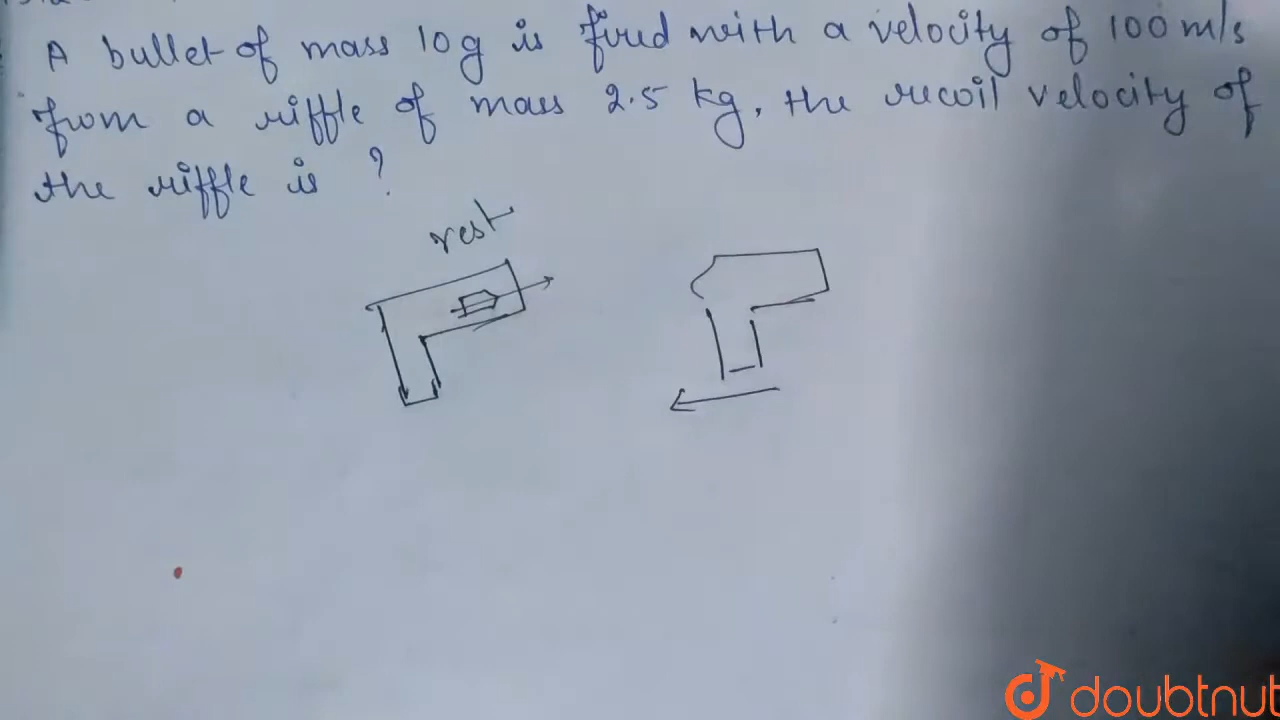 A bullet of mass 10g is fired with a velocity of 100 m/s
from a riffle of mass 2.5 kg, the recoil velocity of
the riffle is ?
rest
doubtnut